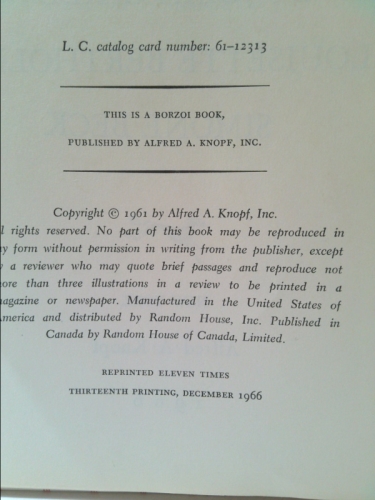 L. C. catalog card number: 61-12313
THIS IS A BORZOI BOOK,
PUBLISHED BY ALFRED A. KNOPF, INC.
Copyright © 1961 by Alfred A. Knopf, Inc.
rights reserved. No part of this book may be reproduced in
form without permission in writing from the publisher, except
a reviewer who may quote brief passages and reproduce not
than three illustrations in a review to be printed in a
or newspaper. Manufactured in the United States of
and distributed by Random House, Inc. Published in
Canada by Random House of Canada, Limited.
REPRINTED ELEVEN TIMES
THIRTEENTH PRINTING, DECEMBER 1966